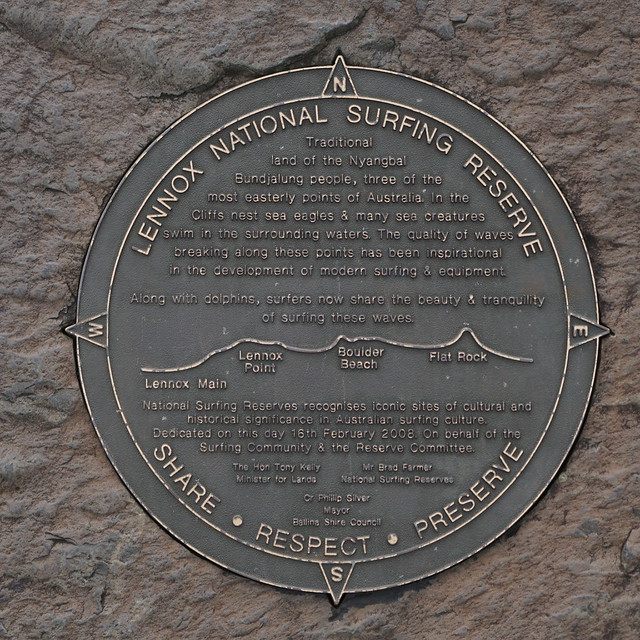 N
LENNOX NATIONAL SURFING RESERVE
Traditional
land of the Nyangbal
Bundjalung people, three of the
most easterly points of Australia. In the
Cliffs nest sea eagles & many sea creatures
swim in the surrounding waters. The quality of waves
breaking along these points has been inspirational
in the development of modern surfing & equipment.
Along with dolphins, surfers now share the beauty & tranquility
of surfing these waves.
W
E
Lennox Main
Lennox
Point
Boulder
Beach
Flat Rock
National Surfing Reserves recognises iconic sites of cultural and
historical significance in Australian surfing culture.
Dedicated on this day 16th February 2008. On behalf of the
Surfing Community & the Reserve Committee.
The Hon Tony Kelly
Minister for Lands
Mr Brad Farmer
National Surfing Reserves
Cr Phillip Silver
Mayor
Ballina Shire Council
SHARE • RESPECT • PRESERVE
S